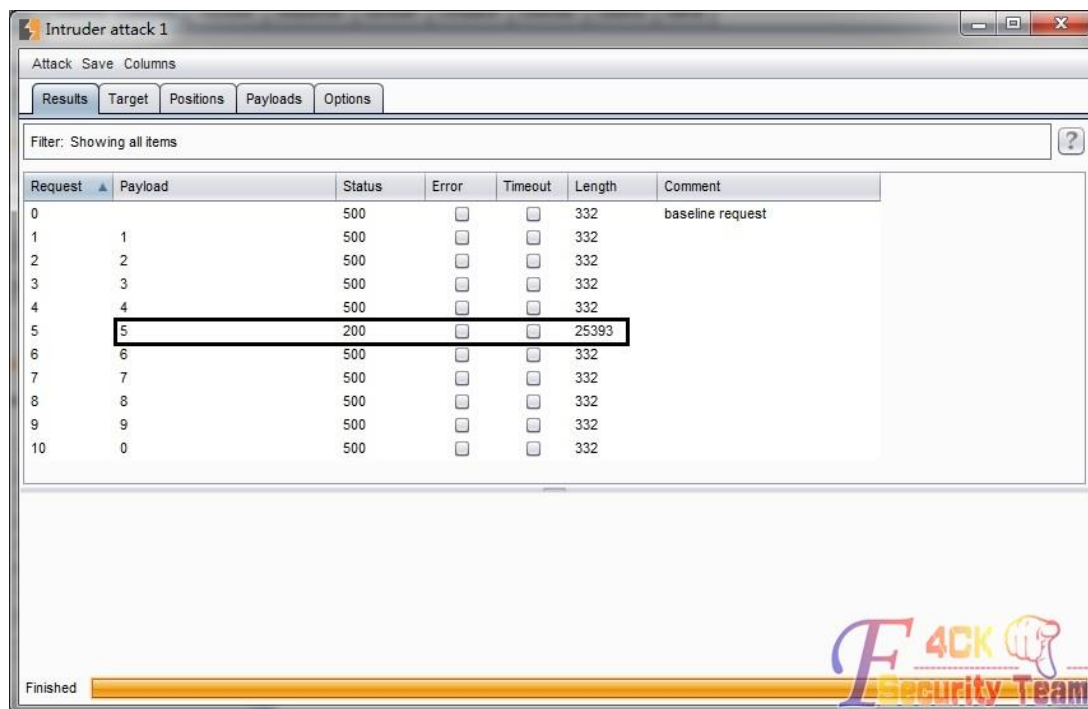 Intruder attack 1
Attack Save Columns
Results Target Positions Payloads Options
Filter: Showing all items ?
Request Payload Status Error Timeout Length Comment
0 500 332 baseline request
1 1 500 332
2 2 500 332
3 3 500 332
4 4 500 332
5 5 200 25393
6 6 500 332
7 7 500 332
8 8 500 332
9 9 500 332
10 0 500 332
F 4CK
Security Team
Finished